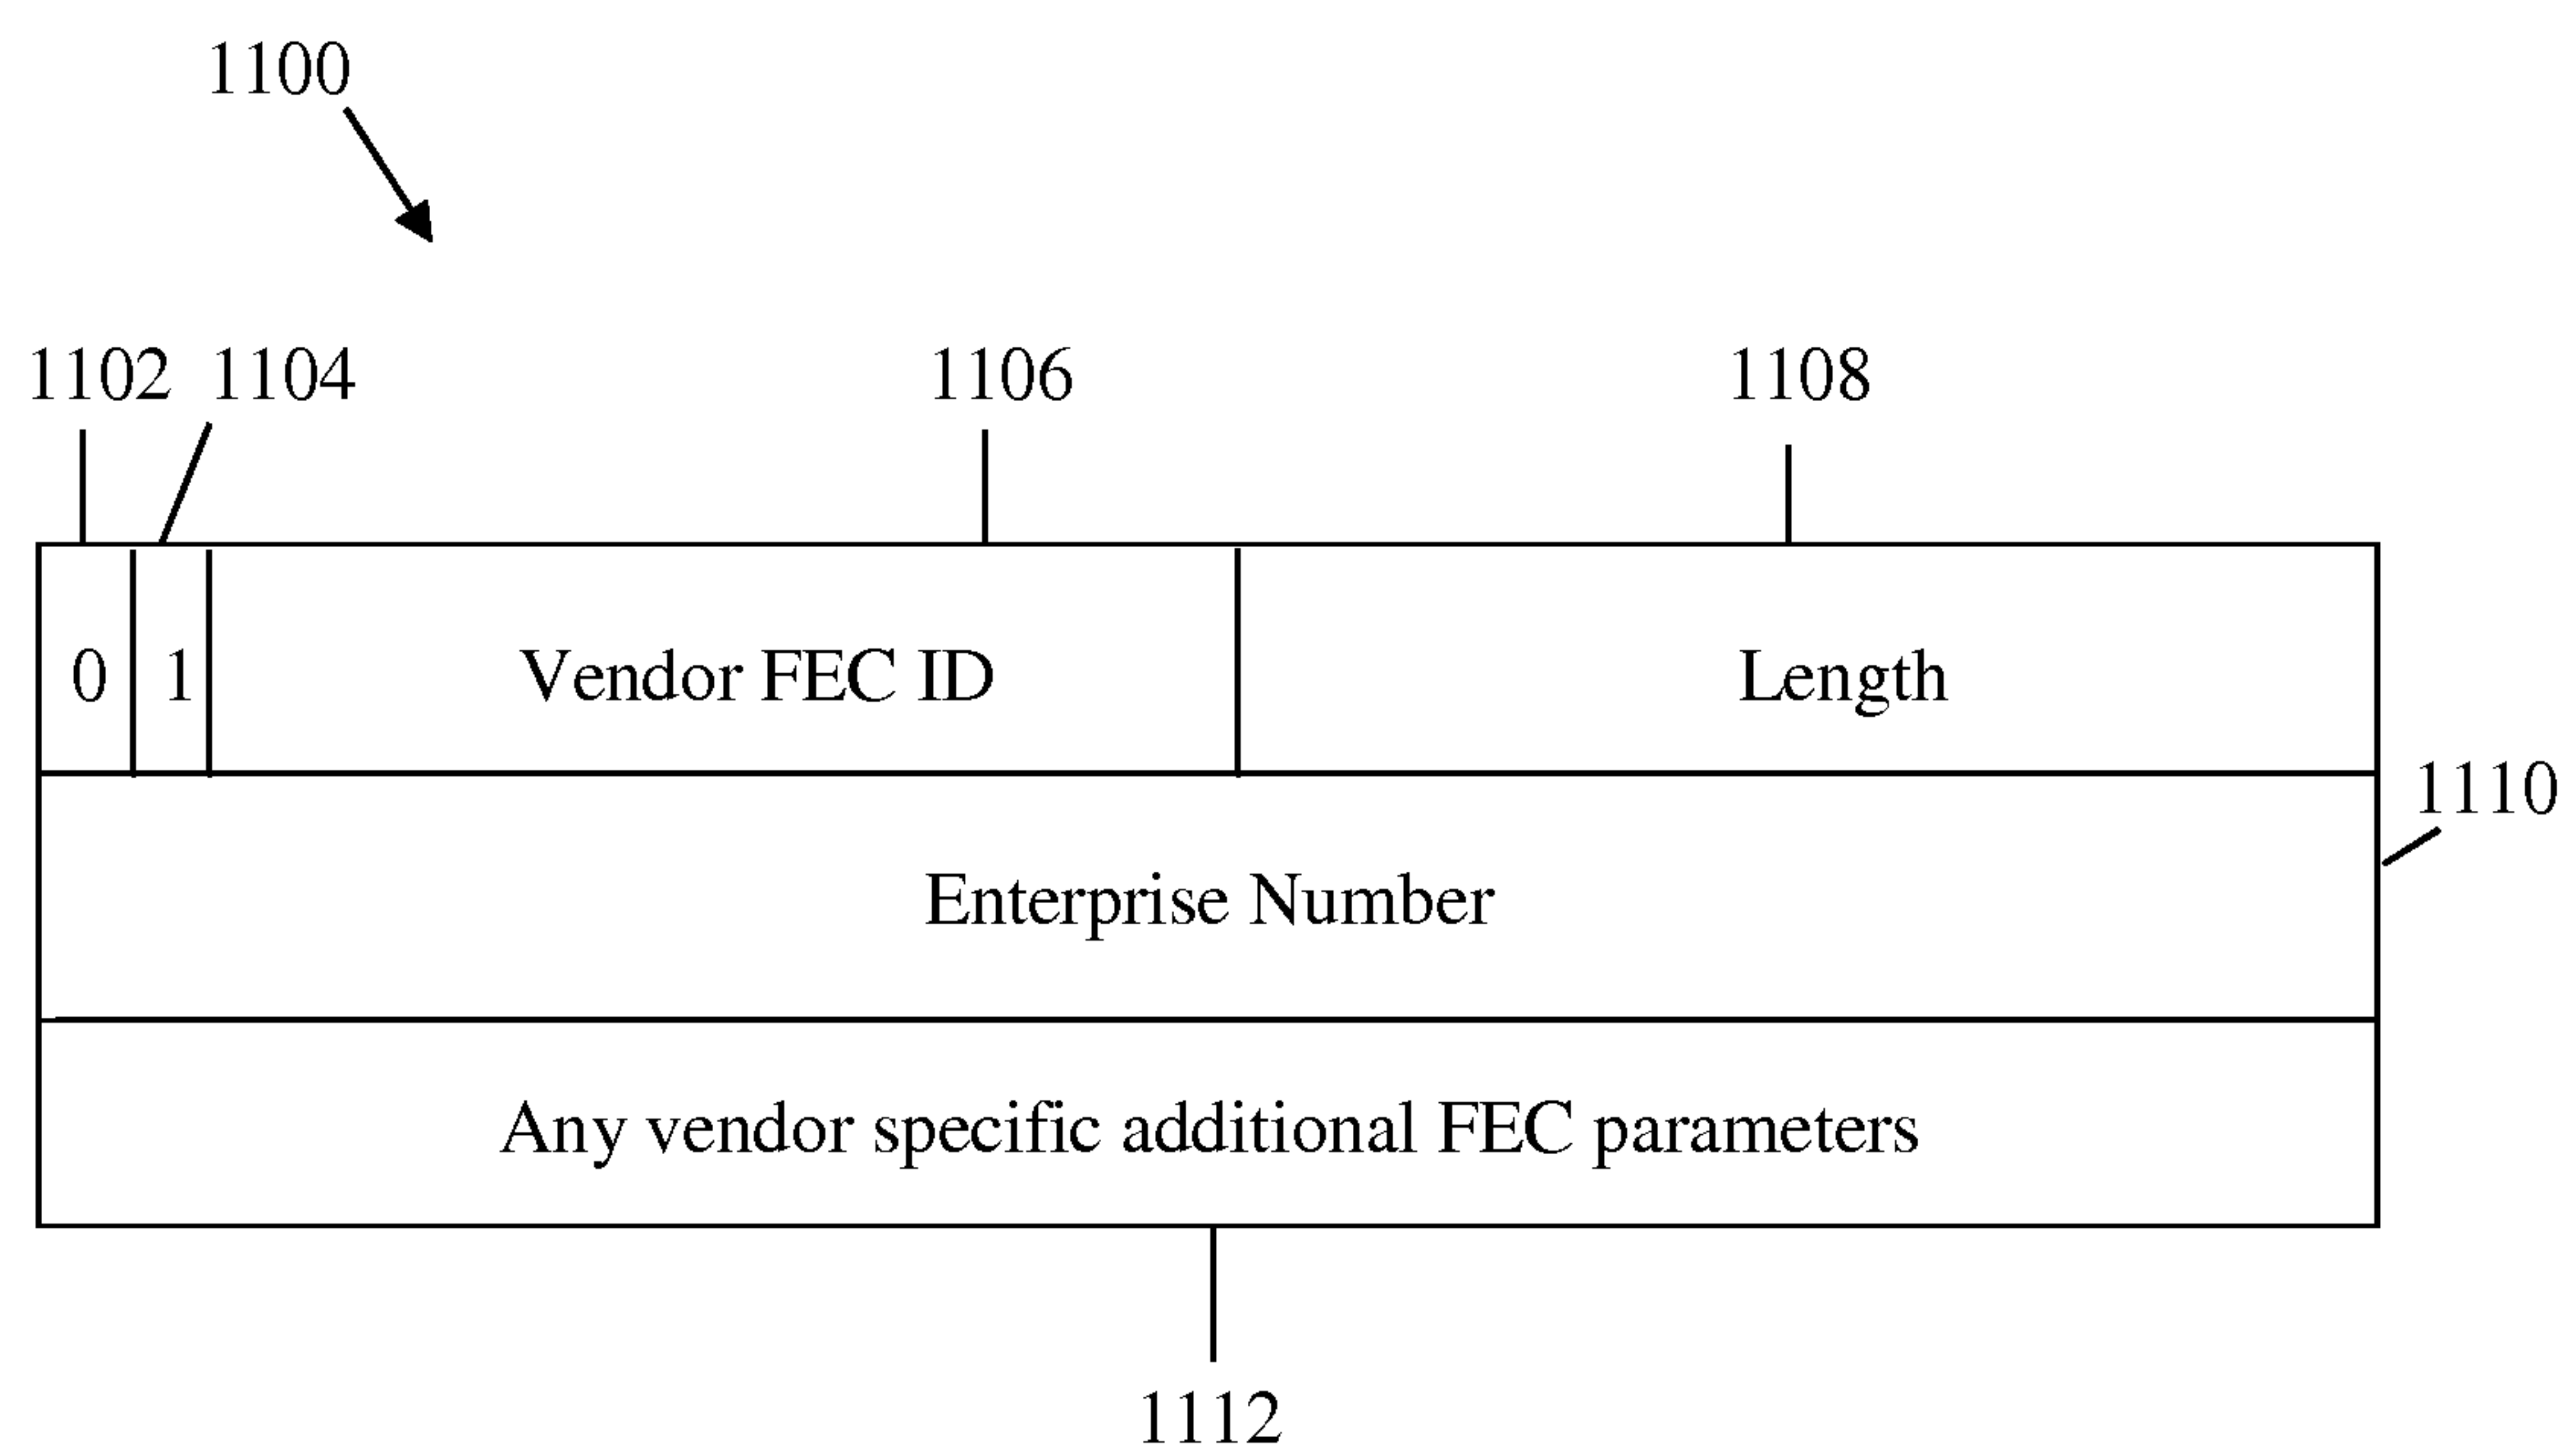 1100
1102 1104 1106 1108
0 1 Vendor FEC ID Length
1110
Enterprise Number
Any vendor specific additional FEC parameters
1112